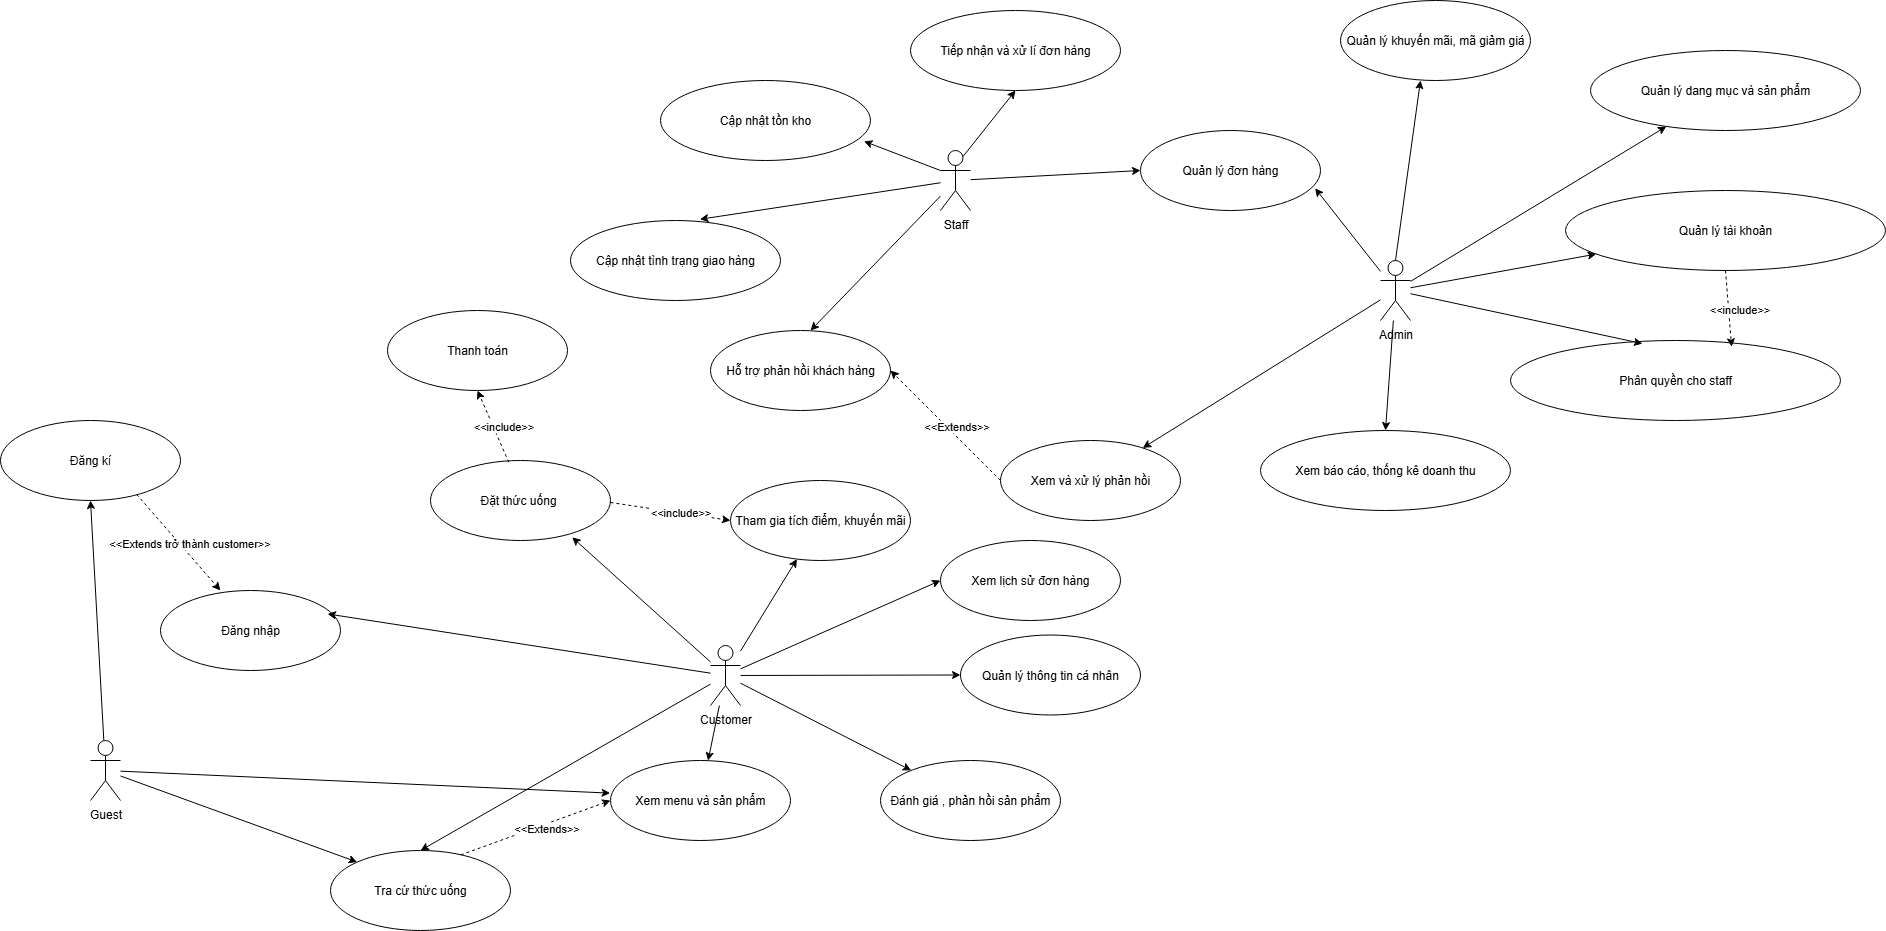 Quản lý khuyến mãi, mã giảm giá
Tiếp nhận và xử lí đơn hàng
Quản lý dang mục và sản phẩm
Cập nhật tồn kho
Quản lý đơn hàng
Staff
Quản lý tài khoản
Cập nhật tình trạng giao hàng
<<include>>
Admin
Thanh toán
Hỗ trợ phản hồi khách hàng
Phân quyền cho staff
<<include>>
<<Extends>>
Đăng kí
Xem báo cáo, thống kê doanh thu
Xem và xử lý phản hồi
Đặt thức uống
<<include>>
Tham gia tích điểm, khuyến mãi
<<Extends trở thành customer>>
Xem lịch sử đơn hàng
Đăng nhập
Quản lý thông tin cá nhân
Customer
Xem menu và sản phẩm
Đánh giá , phản hồi sản phẩm
Guest
<<Extends>>
Tra cứ thức uống